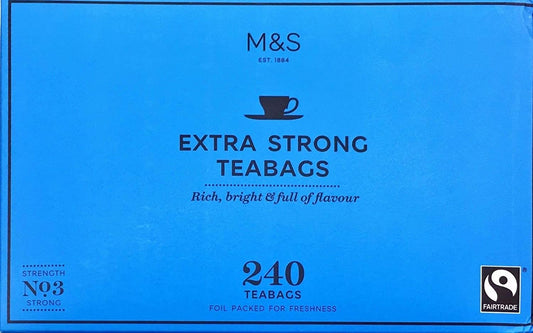 M&S
EST. 1884
EXTRA STRONG
TEABAGS
Rich, bright & full of flavour
STRENGTH
No3
STRONG
240
TEABAGS
FOIL PACKED FOR FRESHNESS
®
FAIRTRADE